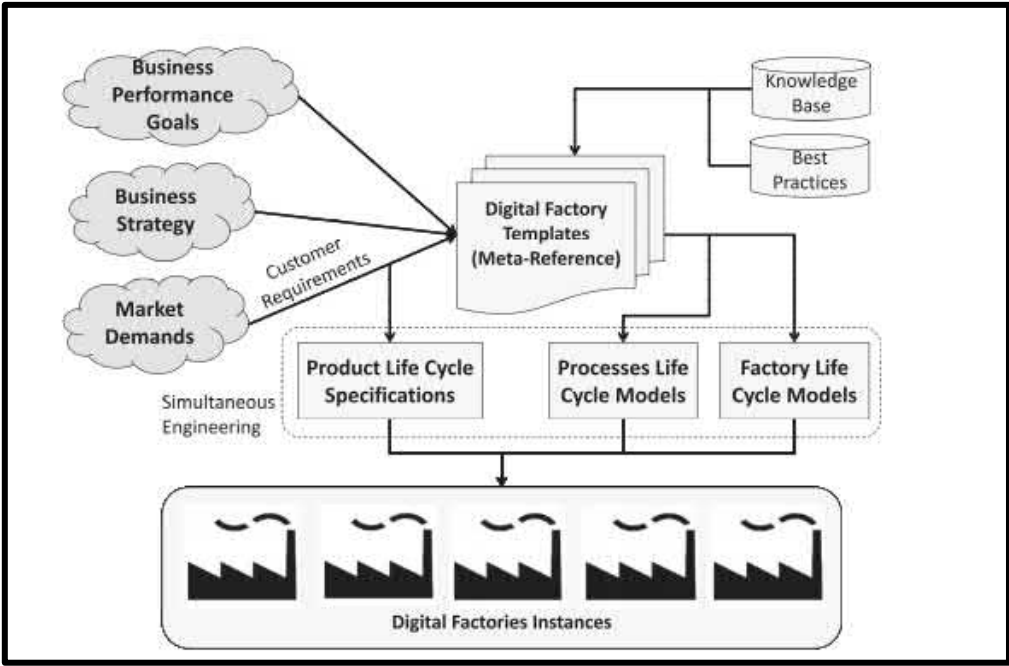 Business
Performance
Goals
Knowledge
Base
Best
Practices
Business
Strategy
Digital Factory
Templates
(Meta-Reference)
Customer
Requirements
Market
Demands
Product Life Cycle
Specifications
Processes Life
Cycle Models
Factory Life
Cycle Models
Simultaneous
Engineering
Digital Factories Instances